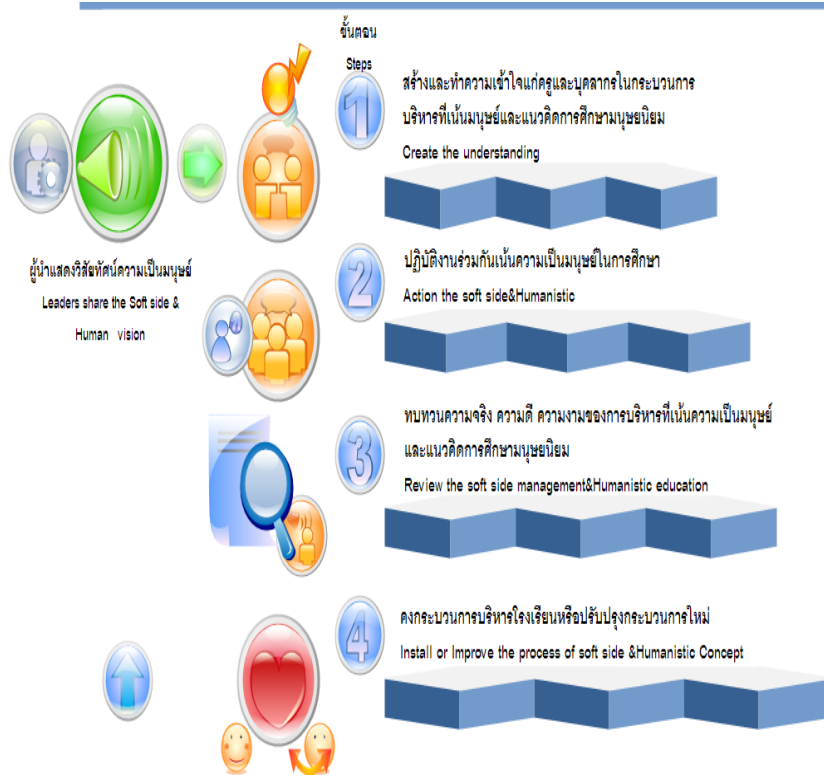 ขั้นตอน
Steps
1
สร้างและทำความเข้าใจแก่ครูและบุคลากรในกระบวนการ
บริหารที่เน้นมนุษย์และแนวคิดการศึกษามนุษยนิยม
Create the understanding
ผู้นำแสดงวิสัยทัศน์ความเป็นมนุษย์
Leaders share the Soft side &
Human vision
2
ปฏิบัติงานร่วมกันเน้นความเป็นมนุษย์ในการศึกษา
Action the soft side&Humanistic
3
ทบทวนความจริง ความดี ความงามของการบริหารที่เน้นความเป็นมนุษย์
และแนวคิดการศึกษามนุษยนิยม
Review the soft side management&Humanistic education
4
คงกระบวนการบริหารโรงเรียนหรือปรับปรุงกระบวนการใหม่
Install or Improve the process of soft side &Humanistic Concept